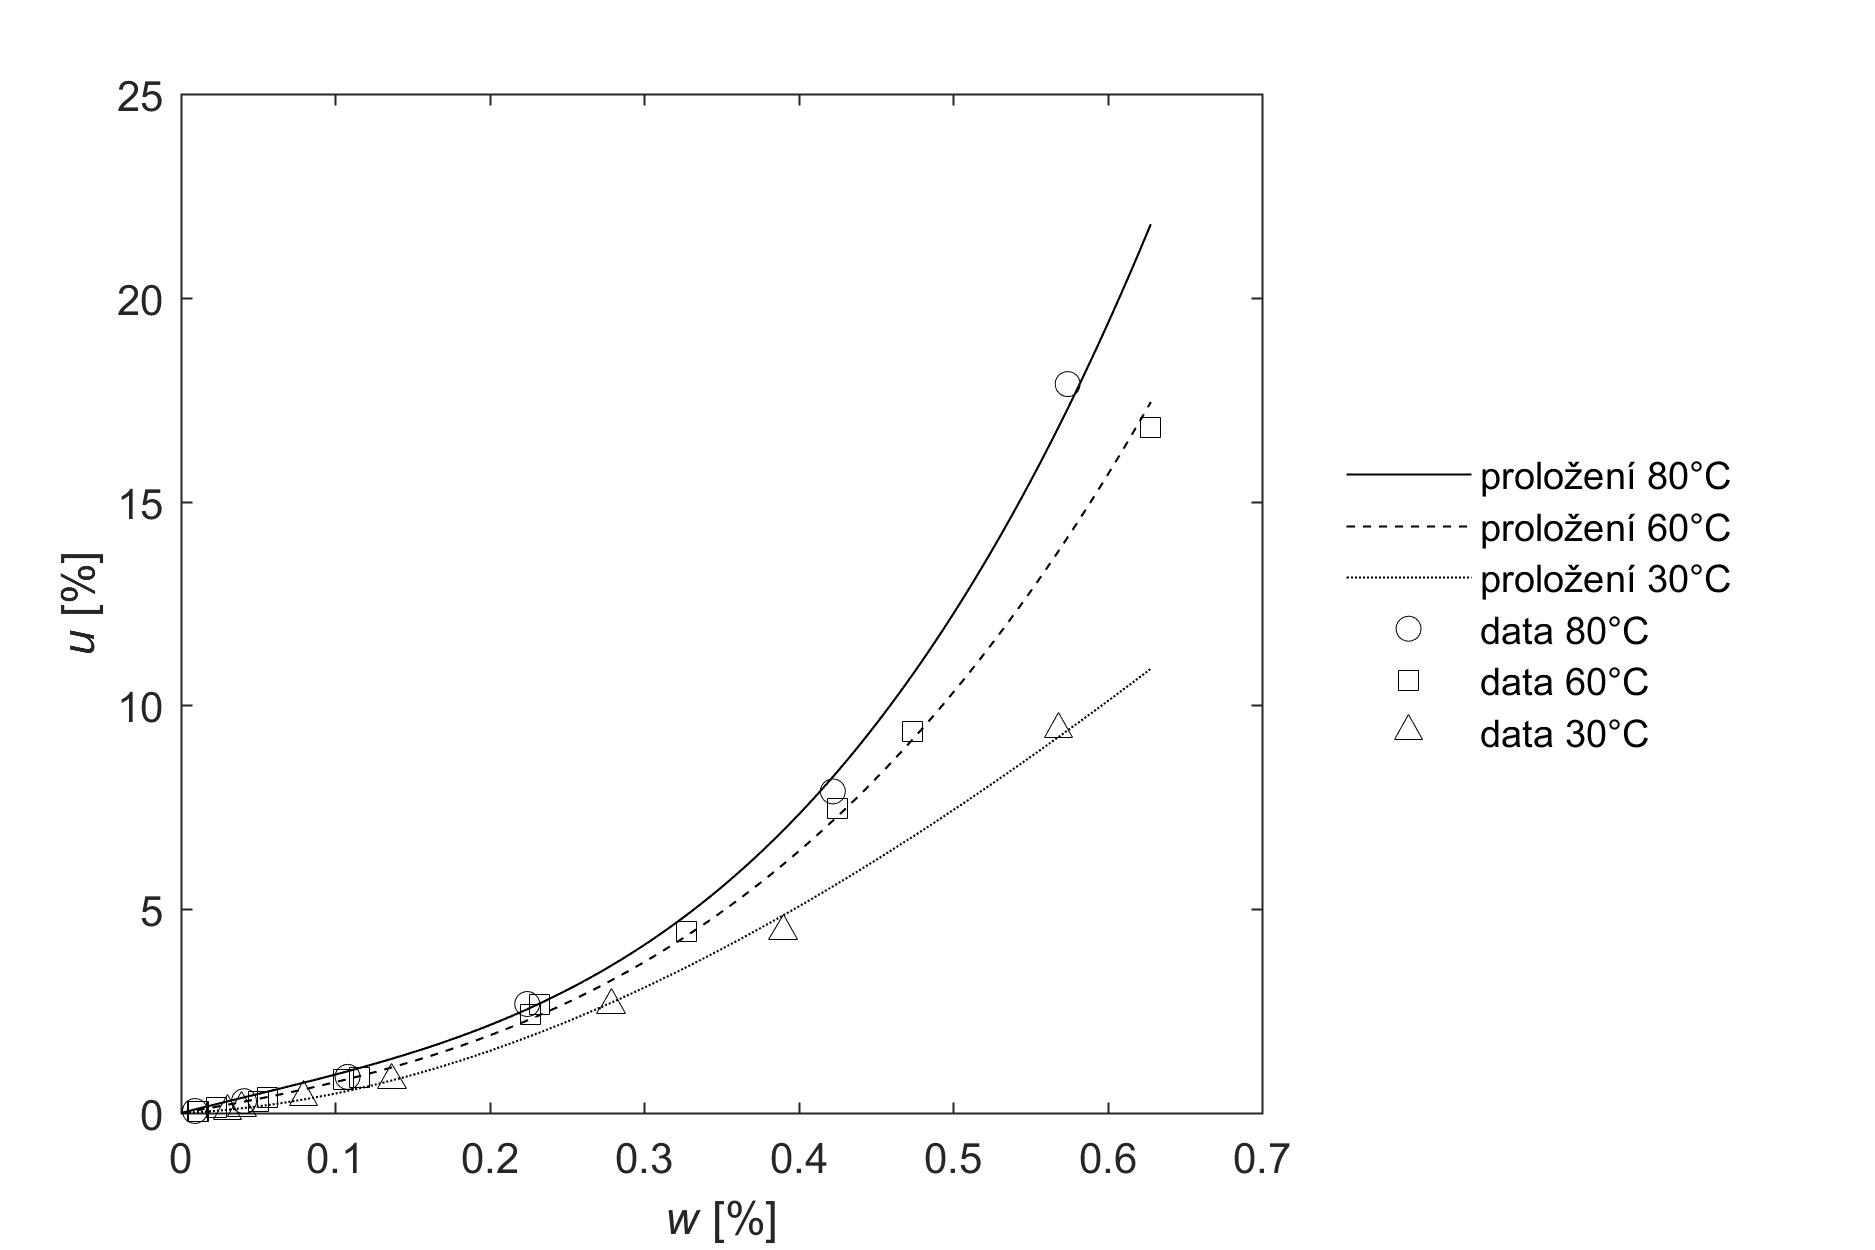 25
20
15
10
5
0
u [%]
0 0.1 0.2 0.3 0.4 0.5 0.6 0.7
w [%]
proložení 80°C
proložení 60°C
proložení 30°C
data 80°C
data 60°C
data 30°C